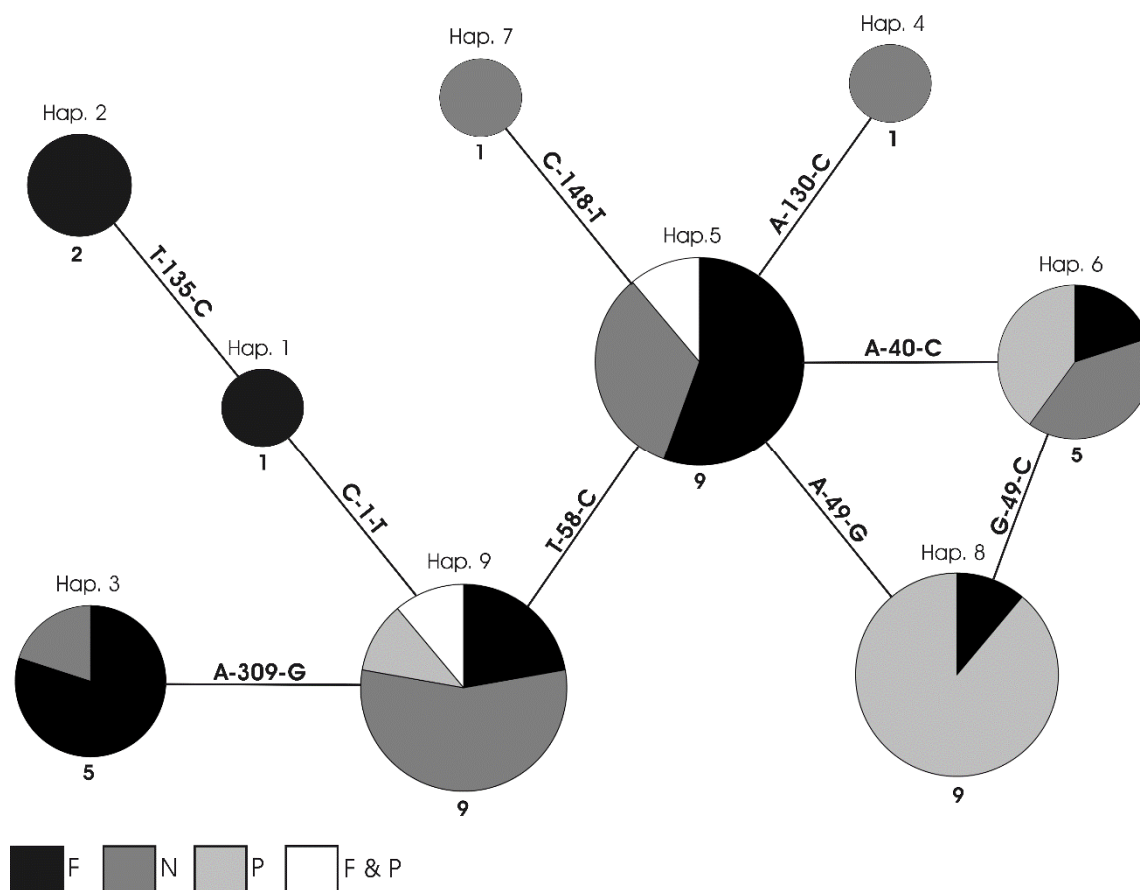 Hap. 7
Hap. 4
Hap. 2
1
1
C-148-T
A-130-C
Hap.5
2
T-135-C
Hap. 6
Hap. 1
A-40-C
1
9
5
A-49-G
G-49-C
C-1-T
T-58-C
Hap. 9
Hap. 8
Hap. 3
A-309-G
5
9
9
F
N
P
F & P